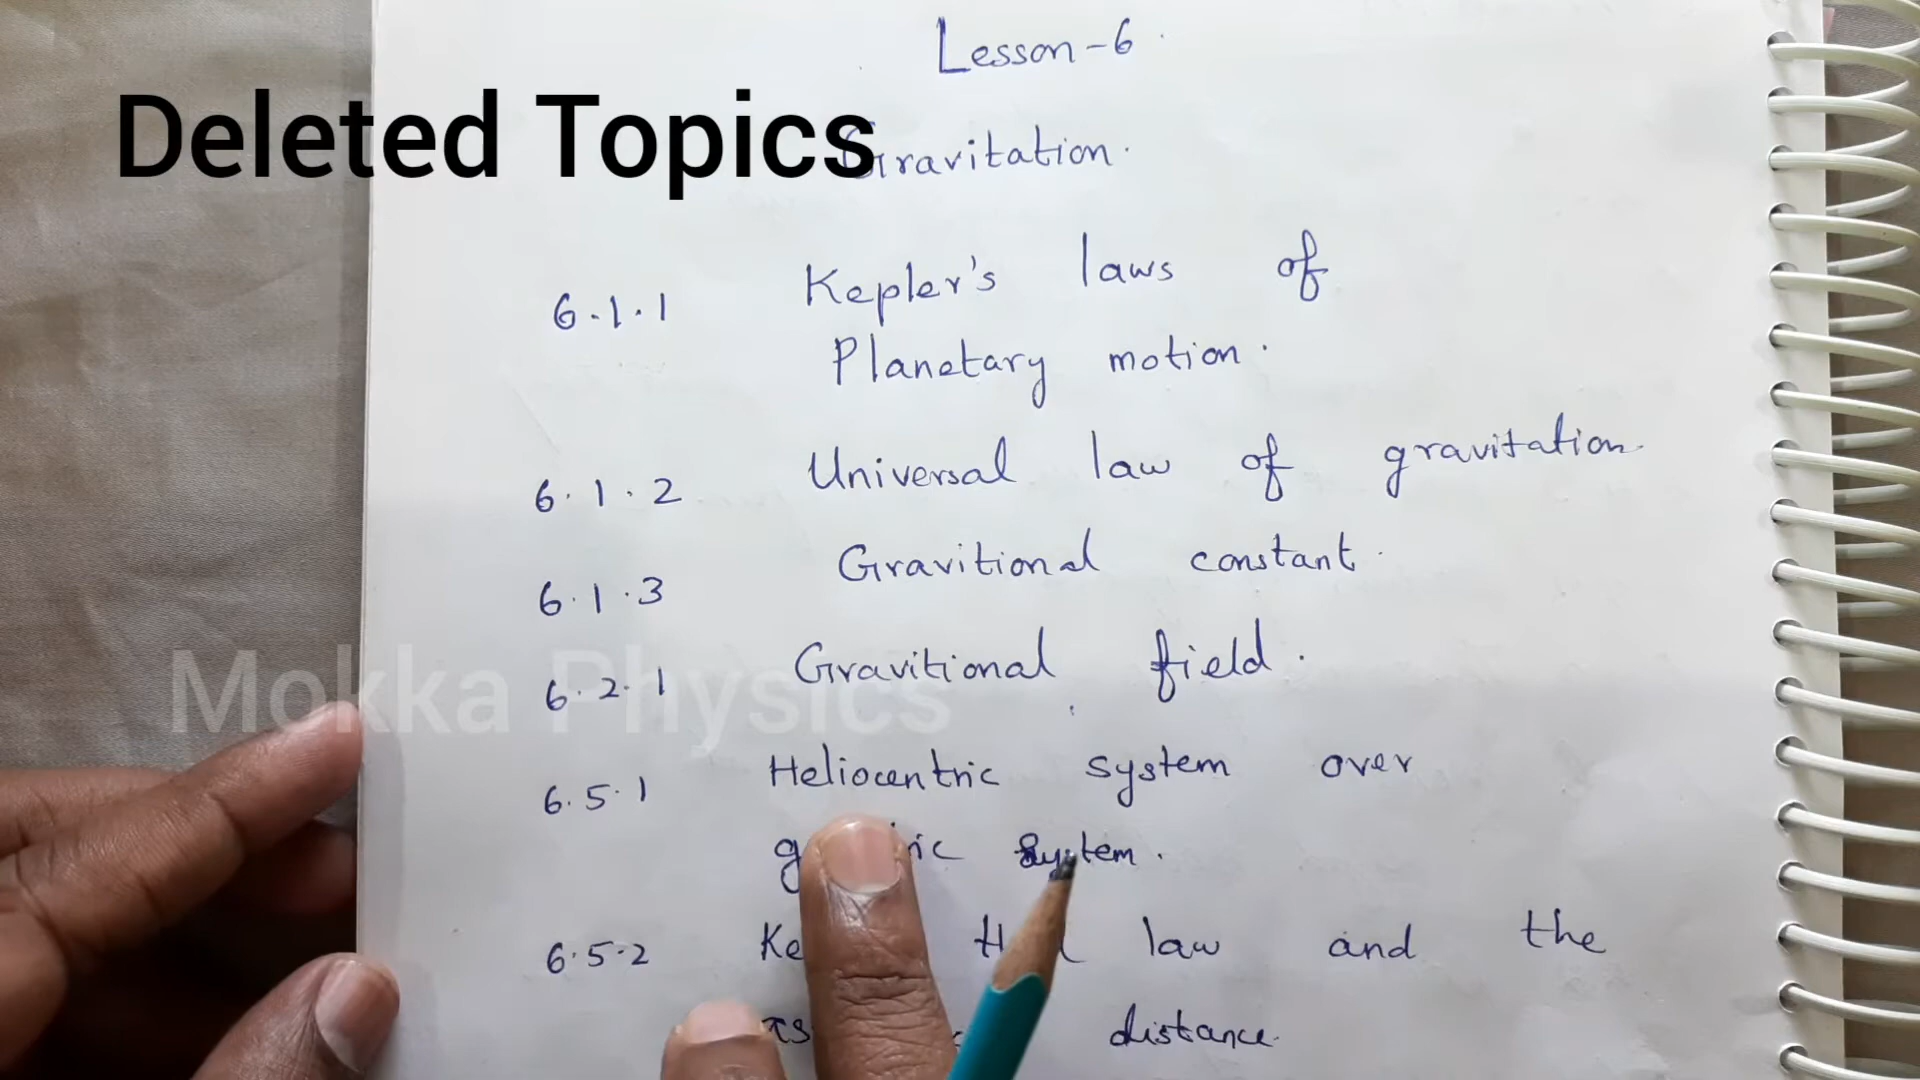 Lesson - 6
Deleted Topics
Gravitation.
6.1.1 Kepler's laws of
Planetary motion.
6.1.2 Universal law of gravitation.
6.1.3 Gravitional constant.
6.2.1 Gravitional field.
Mokka Physics
6.5.1 Heliocentric system over
system.
6.5.2 law and the
distance.